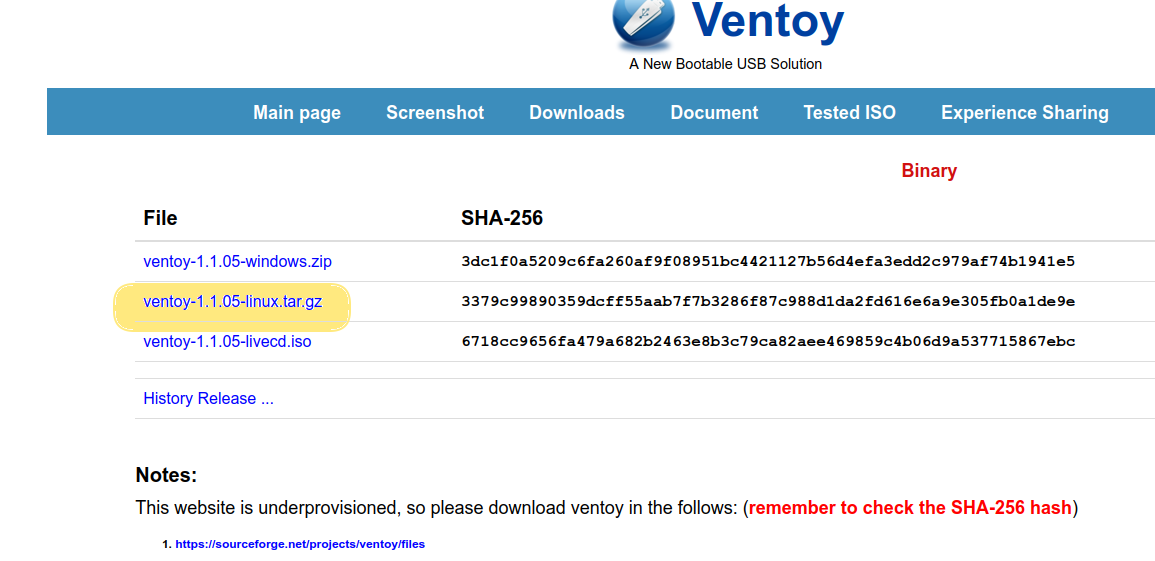 Ventoy
A New Bootable USB Solution
Main page Screenshot Downloads Document Tested ISO Experience Sharing
Binary
File SHA-256
ventoy-1.1.05-windows.zip 3dc1f0a5209c6fa260af9f08951bc4421127b56d4efa3edd2c979af74b1941e5
ventoy-1.1.05-linux.tar.gz 3379c99890359dcff55aab7f7b3286f87c988d1da2fd616e6a9e305fb0a1de9e
ventoy-1.1.05-livecd.iso 6718cc9656fa479a682b2463e8b3c79ca82aee469859c4b06d9a537715867ebc
History Release ...
Notes:
This website is underprovisioned, so please download ventoy in the follows: (remember to check the SHA-256 hash)
1. https://sourceforge.net/projects/ventoy/files